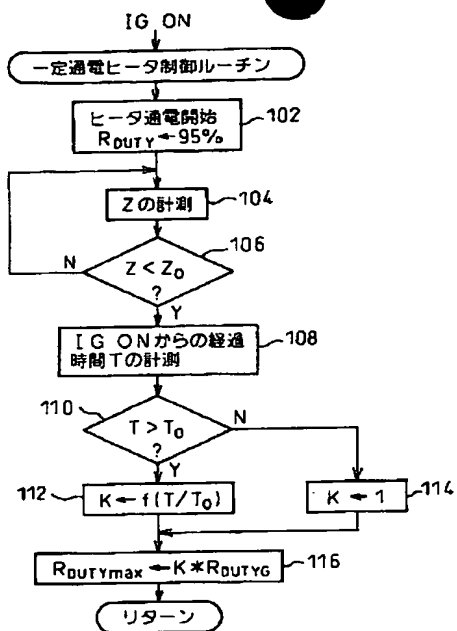 IG ON
一定通電ヒータ制御ルーチン
ヒータ通電開始
RDUTY←95%
102
Zの計測
104
106
N
Z<Z0
?
Y
IG ONからの経過
時間Tの計測
108
110
N
T>T0
?
Y
112
K←f(T/T0)
K←1
114
RDUTYmax←K*RDUTYG
116
リターン